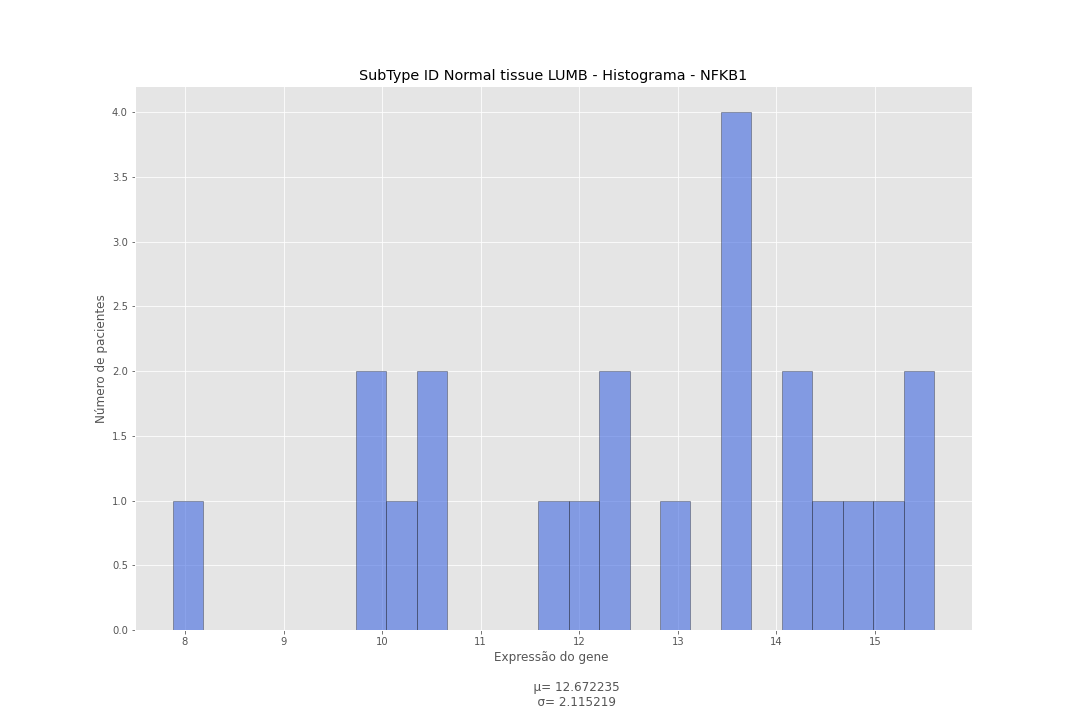 SubType ID Normal tissue LUMB - Histograma - NFKB1
4.0
3.5
3.0
2.5
2.0
1.5
1.0
0.5
0.0
Número de pacientes
8 9 10 11 12 13 14 15
Expressão do gene
μ= 12.672235
σ= 2.115219